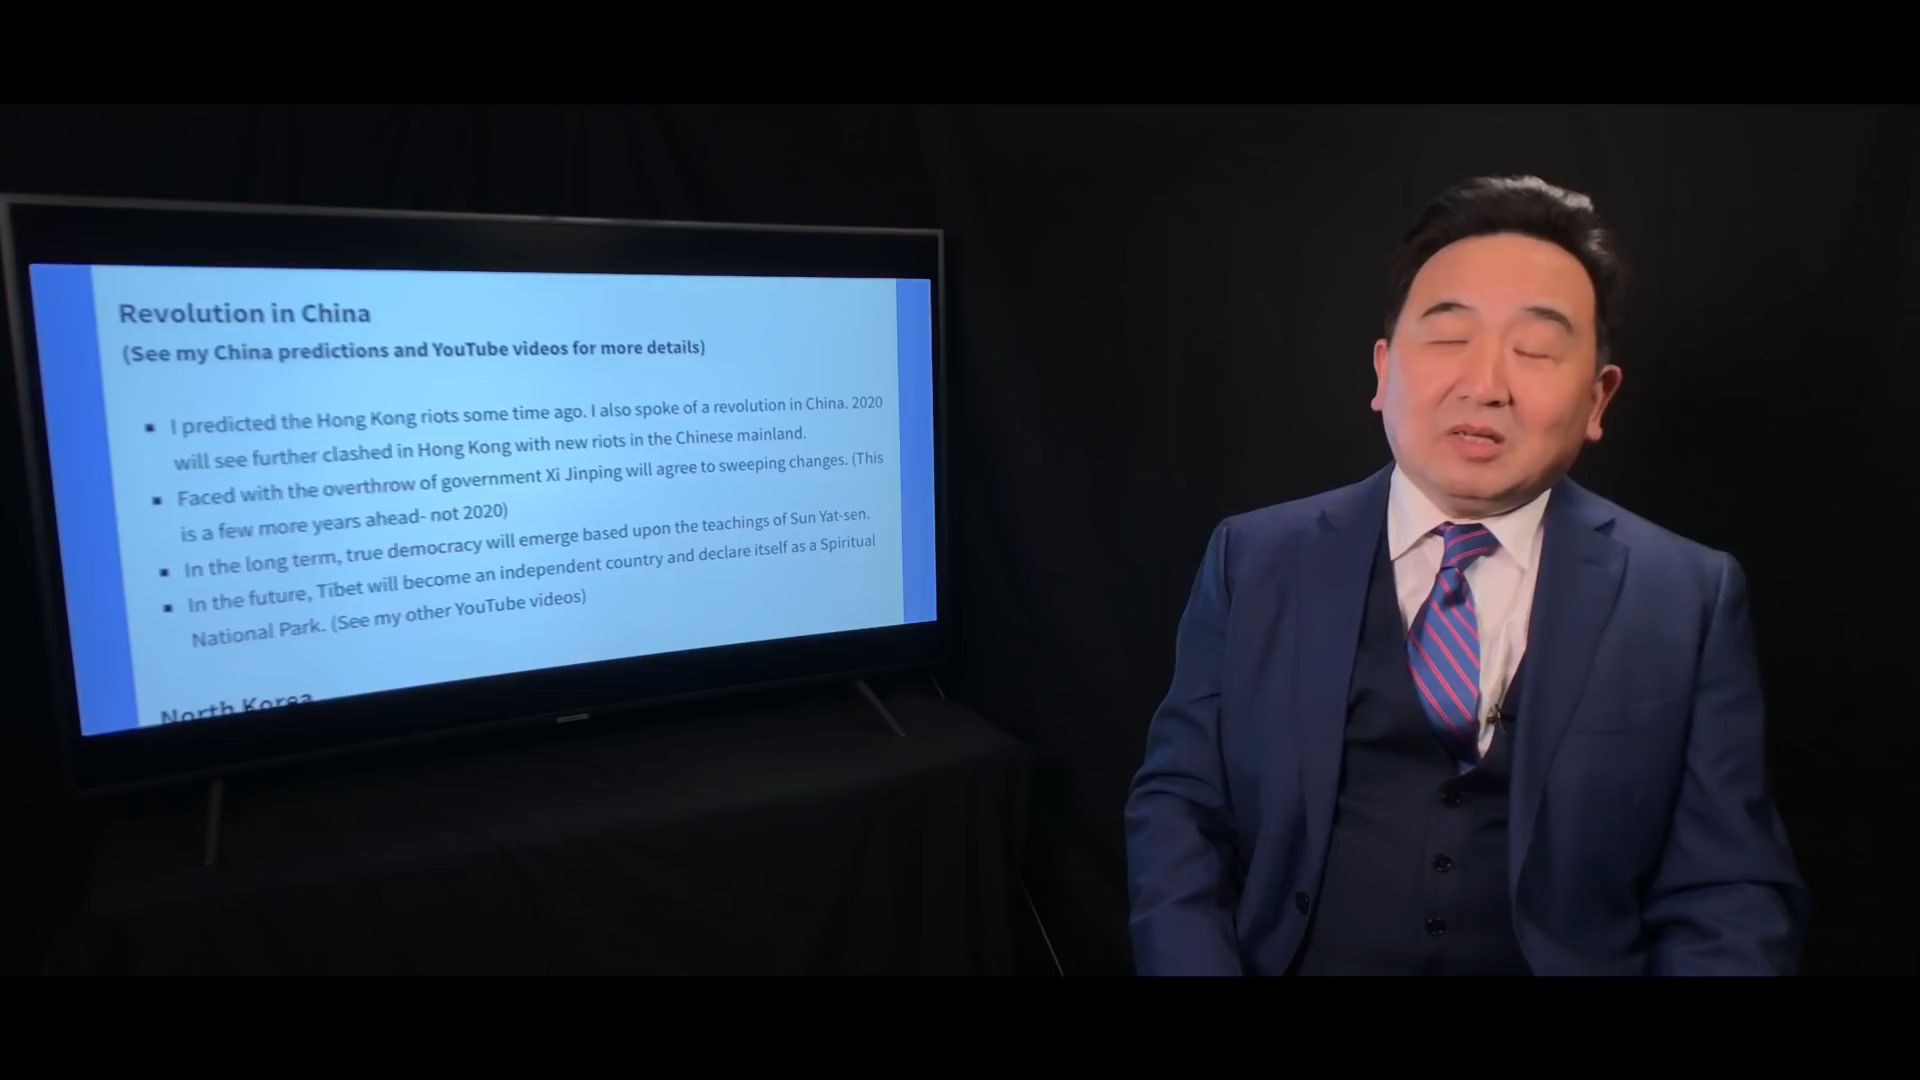 Revolution in China
(See my China predictions and YouTube videos for more details)
▪ I predicted the Hong Kong riots some time ago. I also spoke of a revolution in China. 2020
will see further clashed in Hong Kong with new riots in the Chinese mainland.
▪ Faced with the overthrow of government Xi Jinping will agree to sweeping changes. (This
is a few more years ahead- not 2020)
▪ In the long term, true democracy will emerge based upon the teachings of Sun Yat-sen.
▪ In the future, Tibet will become an independent country and declare itself as a Spiritual
National Park. (See my other YouTube videos)
North Korea